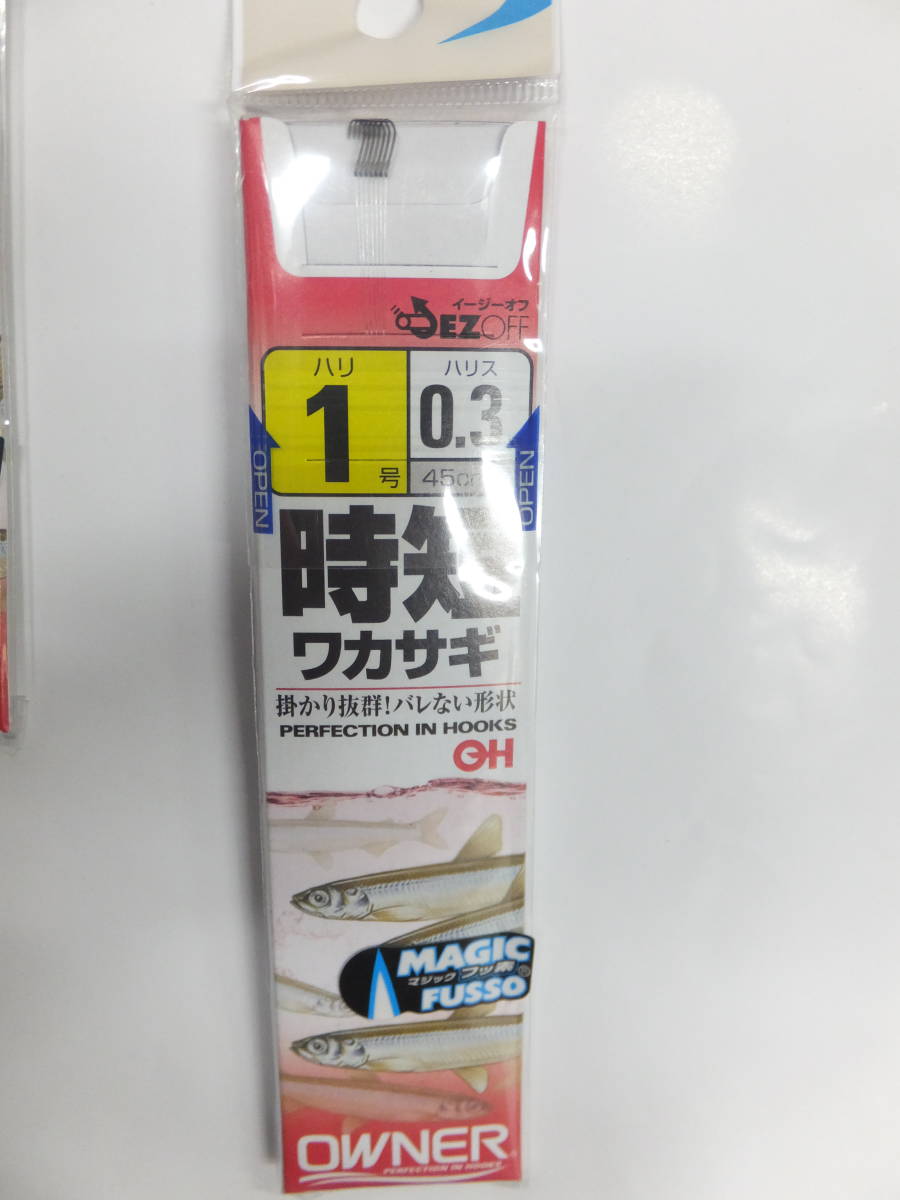 イージーオフ
EZOFF
ハリ ハリス
1号 0.3
45cm
OPEN OPEN
時短
ワカサギ
掛かり抜群!バレない形状
PERFECTION IN HOOKS
OH
MAGIC
マジック フッ素®
FUSSO
OWNER
PERFECTION IN HOOKS